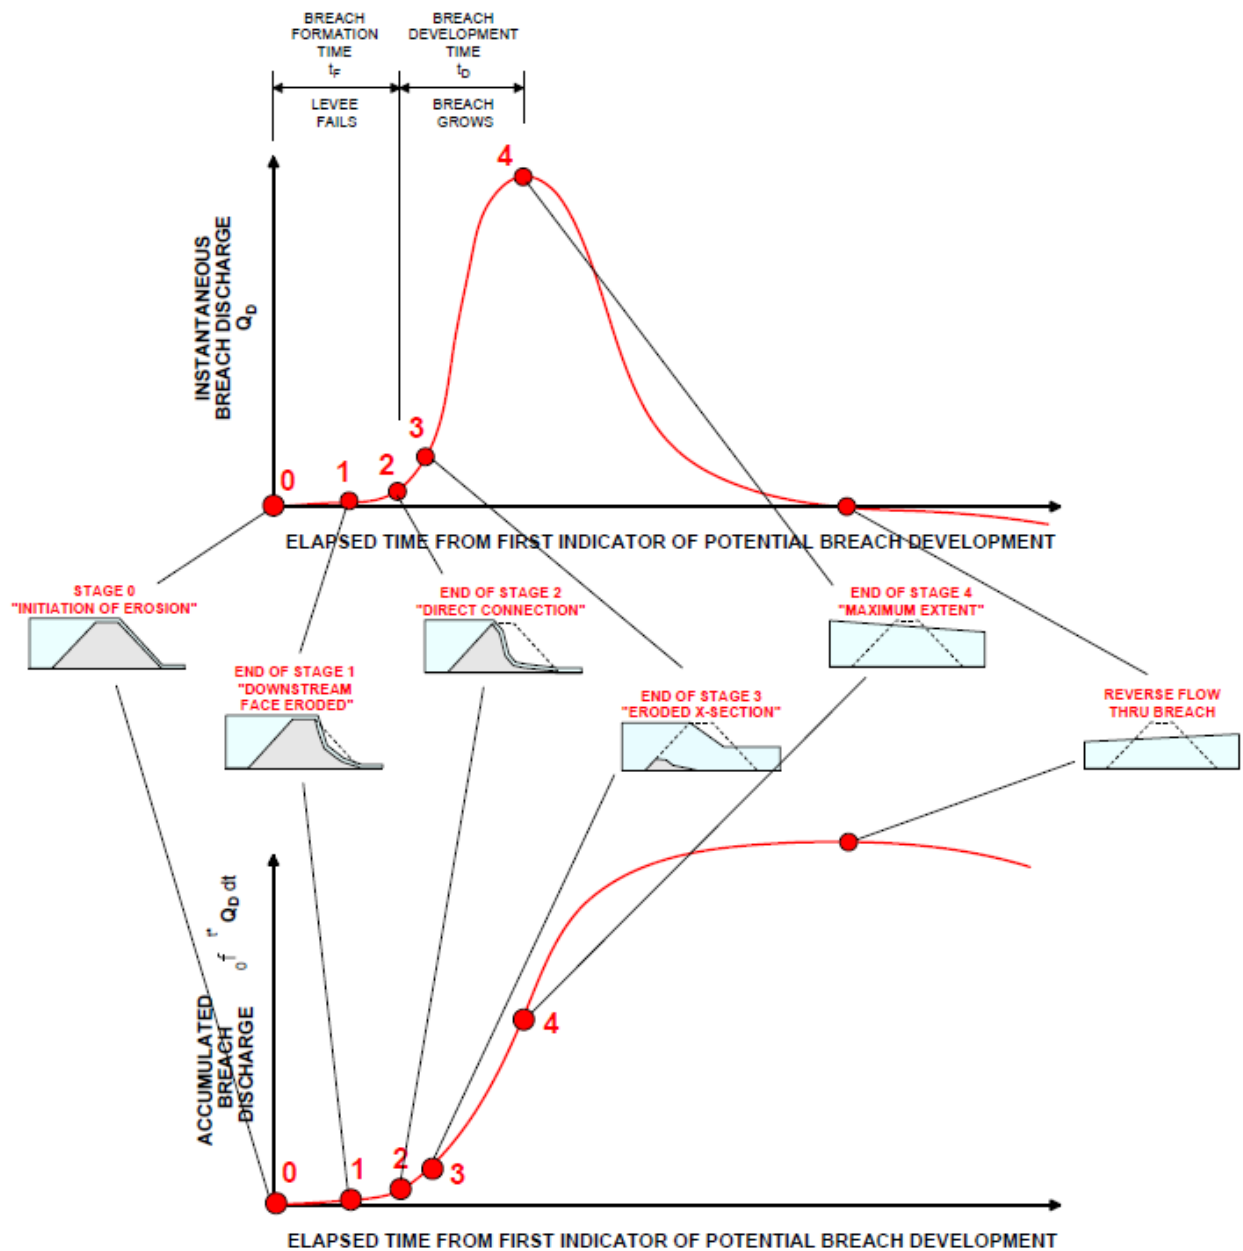 BREACH
FORMATION
TIME
tF
LEVEE
FAILS
BREACH
DEVELOPMENT
TIME
tD
BREACH
GROWS
INSTANTANEOUS
BREACH DISCHARGE
QD
0
1
2
3
4
ELAPSED TIME FROM FIRST INDICATOR OF POTENTIAL BREACH DEVELOPMENT
STAGE 0
"INITIATION OF EROSION"
END OF STAGE 1
"DOWNSTREAM
FACE ERODED"
END OF STAGE 2
"DIRECT CONNECTION"
END OF STAGE 3
"ERODED X-SECTION"
END OF STAGE 4
"MAXIMUM EXTENT"
REVERSE FLOW
THRU BREACH
ACCUMULATED
BREACH
DISCHARGE
0∫t* QD dt
0
1
2
3
4
ELAPSED TIME FROM FIRST INDICATOR OF POTENTIAL BREACH DEVELOPMENT